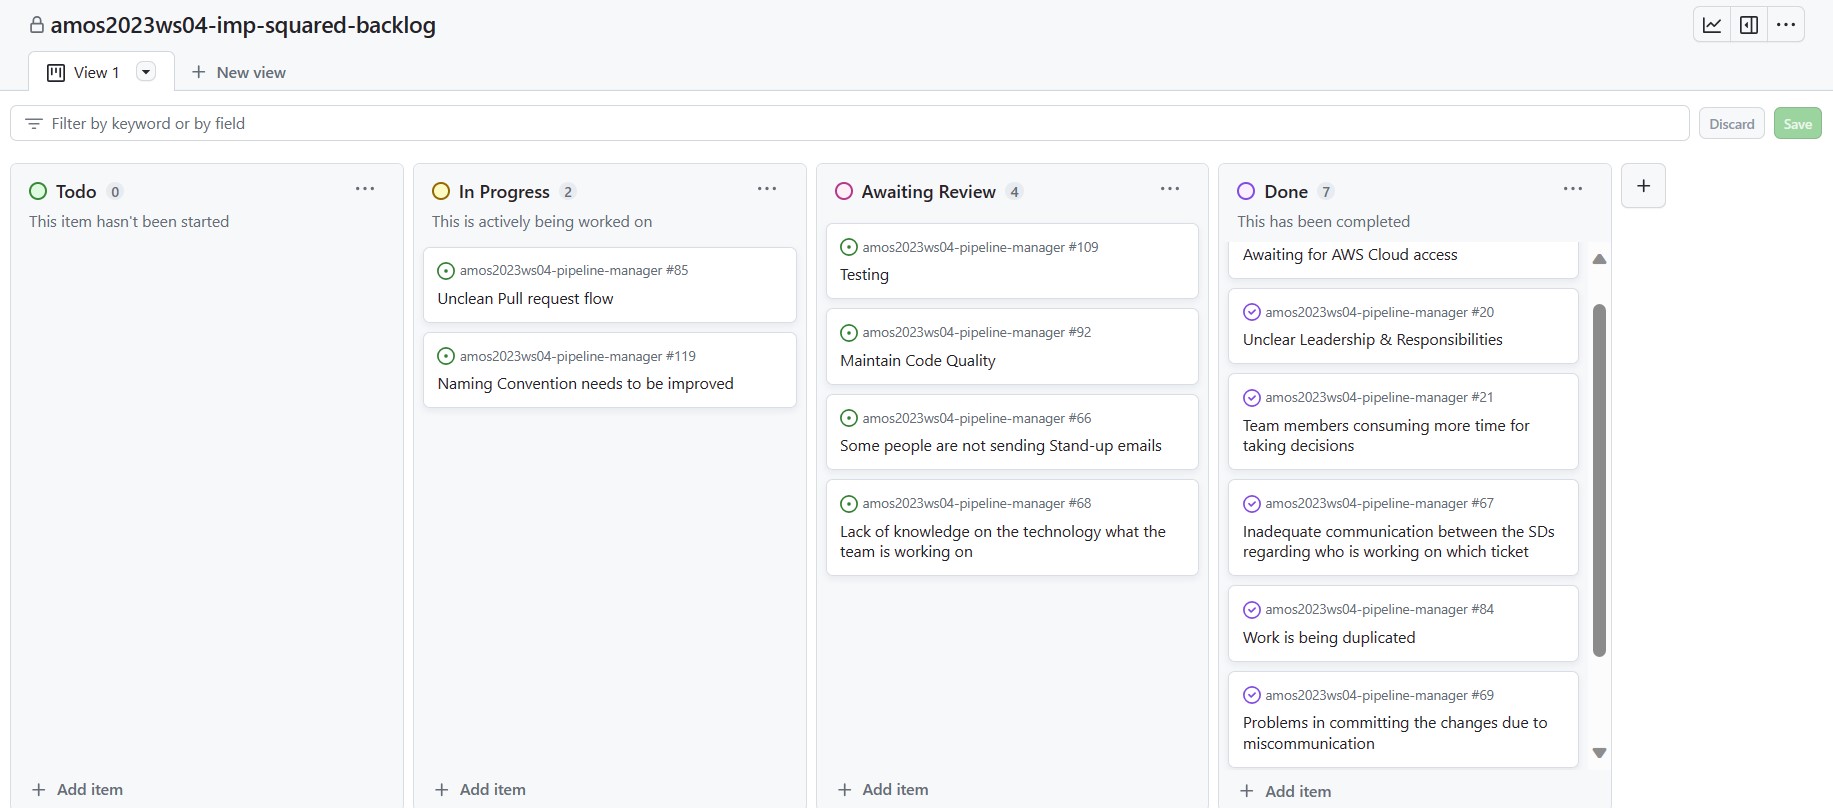 amos2023ws04-imp-squared-backlog
View 1
New view
Filter by keyword or by field
Discard
Save
Todo 0
This item hasn't been started
Add item
In Progress 2
This is actively being worked on
amos2023ws04-pipeline-manager #85
Unclean Pull request flow
amos2023ws04-pipeline-manager #119
Naming Convention needs to be improved
Add item
Awaiting Review 4
amos2023ws04-pipeline-manager #109
Testing
amos2023ws04-pipeline-manager #92
Maintain Code Quality
amos2023ws04-pipeline-manager #66
Some people are not sending Stand-up emails
amos2023ws04-pipeline-manager #68
Lack of knowledge on the technology what the
team is working on
Add item
Done 7
This has been completed
Awaiting for AWS Cloud access
amos2023ws04-pipeline-manager #20
Unclear Leadership & Responsibilities
amos2023ws04-pipeline-manager #21
Team members consuming more time for
taking decisions
amos2023ws04-pipeline-manager #67
Inadequate communication between the SDs
regarding who is working on which ticket
amos2023ws04-pipeline-manager #84
Work is being duplicated
amos2023ws04-pipeline-manager #69
Problems in committing the changes due to
miscommunication
Add item